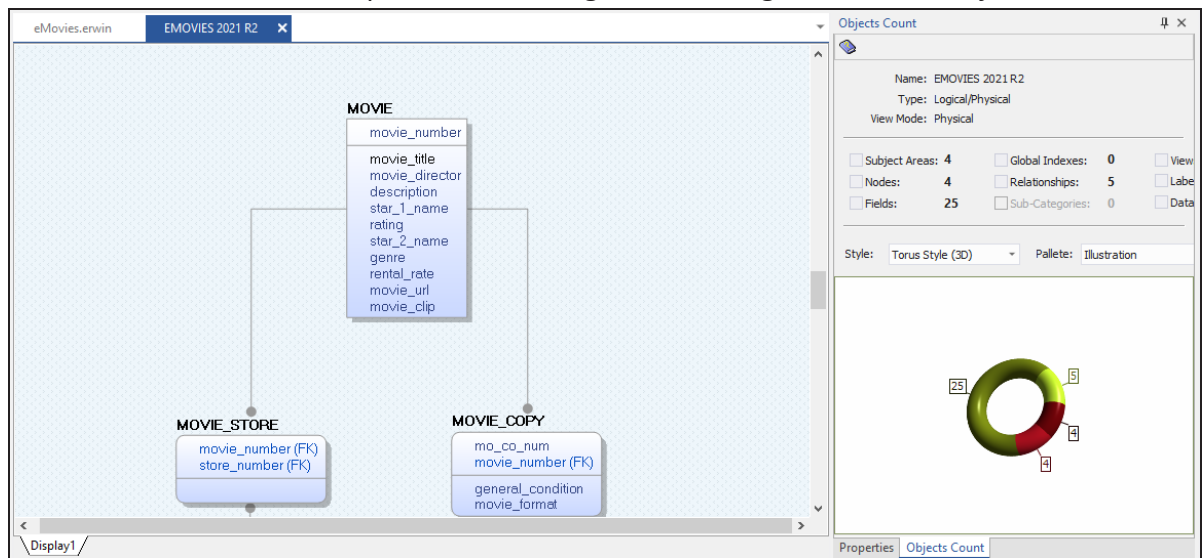 eMovies.erwin
EMOVIES 2021 R2
MOVIE
movie_number
movie_title
movie_director
description
star_1_name
rating
star_2_name
genre
rental_rate
movie_url
movie_clip
MOVIE_STORE
movie_number (FK)
store_number (FK)
MOVIE_COPY
mo_co_num
movie_number (FK)
general_condition
movie_format
Display1
Objects Count
Name: EMOVIES 2021 R2
Type: Logical/Physical
View Mode: Physical
Subject Areas: 4 Global Indexes: 0 View
Nodes: 4 Relationships: 5 Labe
Fields: 25 Sub-Categories: 0 Data
Style: Torus Style (3D) Pallete: Illustration
25
5
4
4
Properties Objects Count